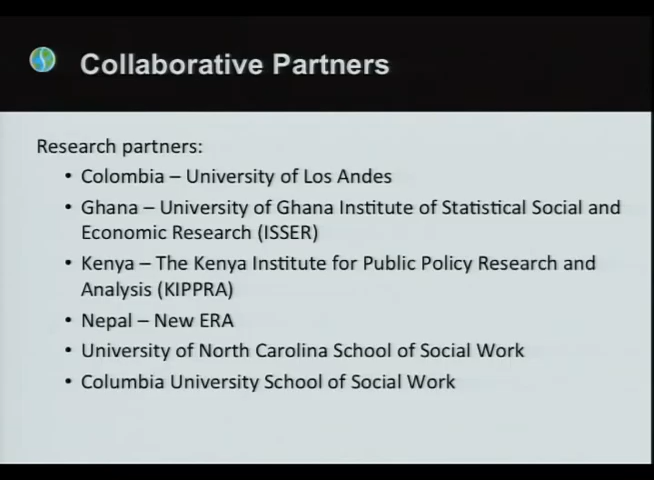 Collaborative Partners
Research partners:
• Colombia – University of Los Andes
• Ghana – University of Ghana Institute of Statistical Social and
Economic Research (ISSER)
• Kenya – The Kenya Institute for Public Policy Research and
Analysis (KIPPRA)
• Nepal – New ERA
• University of North Carolina School of Social Work
• Columbia University School of Social Work